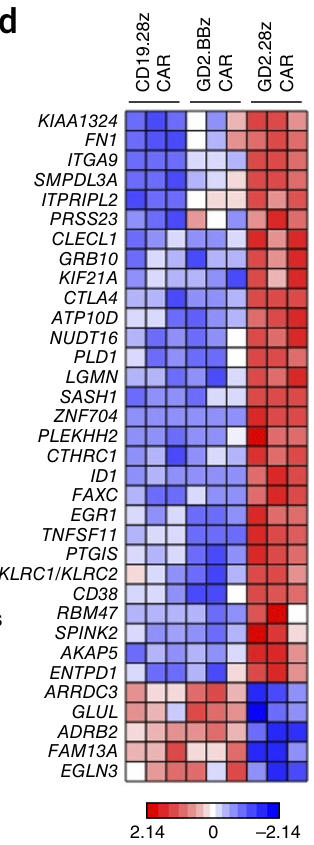 d
CD19.28z CAR
GD2.BBz CAR
GD2.28z CAR
KIAA1324
FN1
ITGA9
SMPDL3A
ITPRIPL2
PRSS23
CLECL1
GRB10
KIF21A
CTLA4
ATP10D
NUDT16
PLD1
LGMN
SASH1
ZNF704
PLEKHH2
CTHRC1
ID1
FAXC
EGR1
TNFSF11
PTGIS
KLRC1/KLRC2
CD38
RBM47
SPINK2
AKAP5
ENTPD1
ARRDC3
GLUL
ADRB2
FAM13A
EGLN3
2.14 0 –2.14